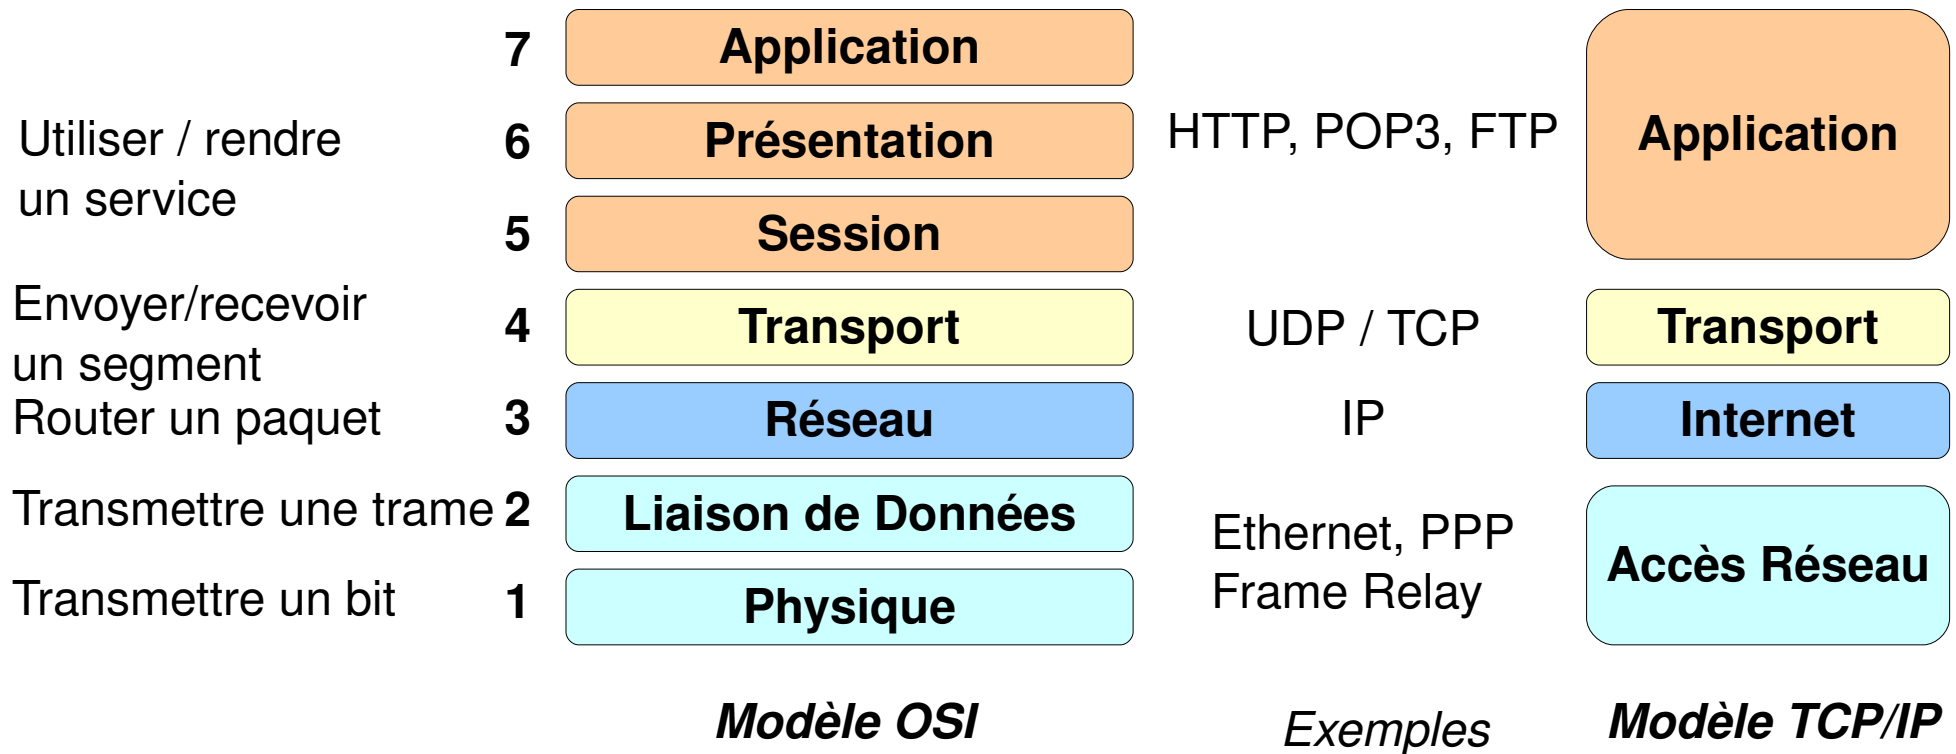 7
Application
Utiliser / rendre
un service
6
Présentation
HTTP, POP3, FTP
Application
5
Session
Envoyer/recevoir
un segment
4
Transport
UDP / TCP
Transport
Router un paquet
3
Réseau
IP
Internet
Transmettre une trame
2
Liaison de Données
Ethernet, PPP
Frame Relay
Accès Réseau
Transmettre un bit
1
Physique
Modèle OSI
Exemples
Modèle TCP/IP